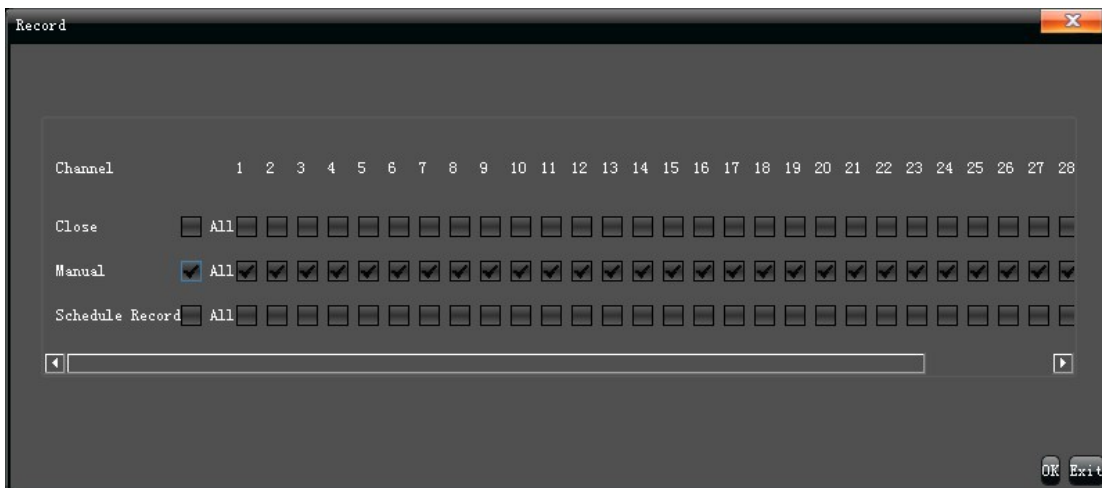 Record
Channel 1 2 3 4 5 6 7 8 9 10 11 12 13 14 15 16 17 18 19 20 21 22 23 24 25 26 27 28
Close All
Manual All
Schedule Record All
OK Exit